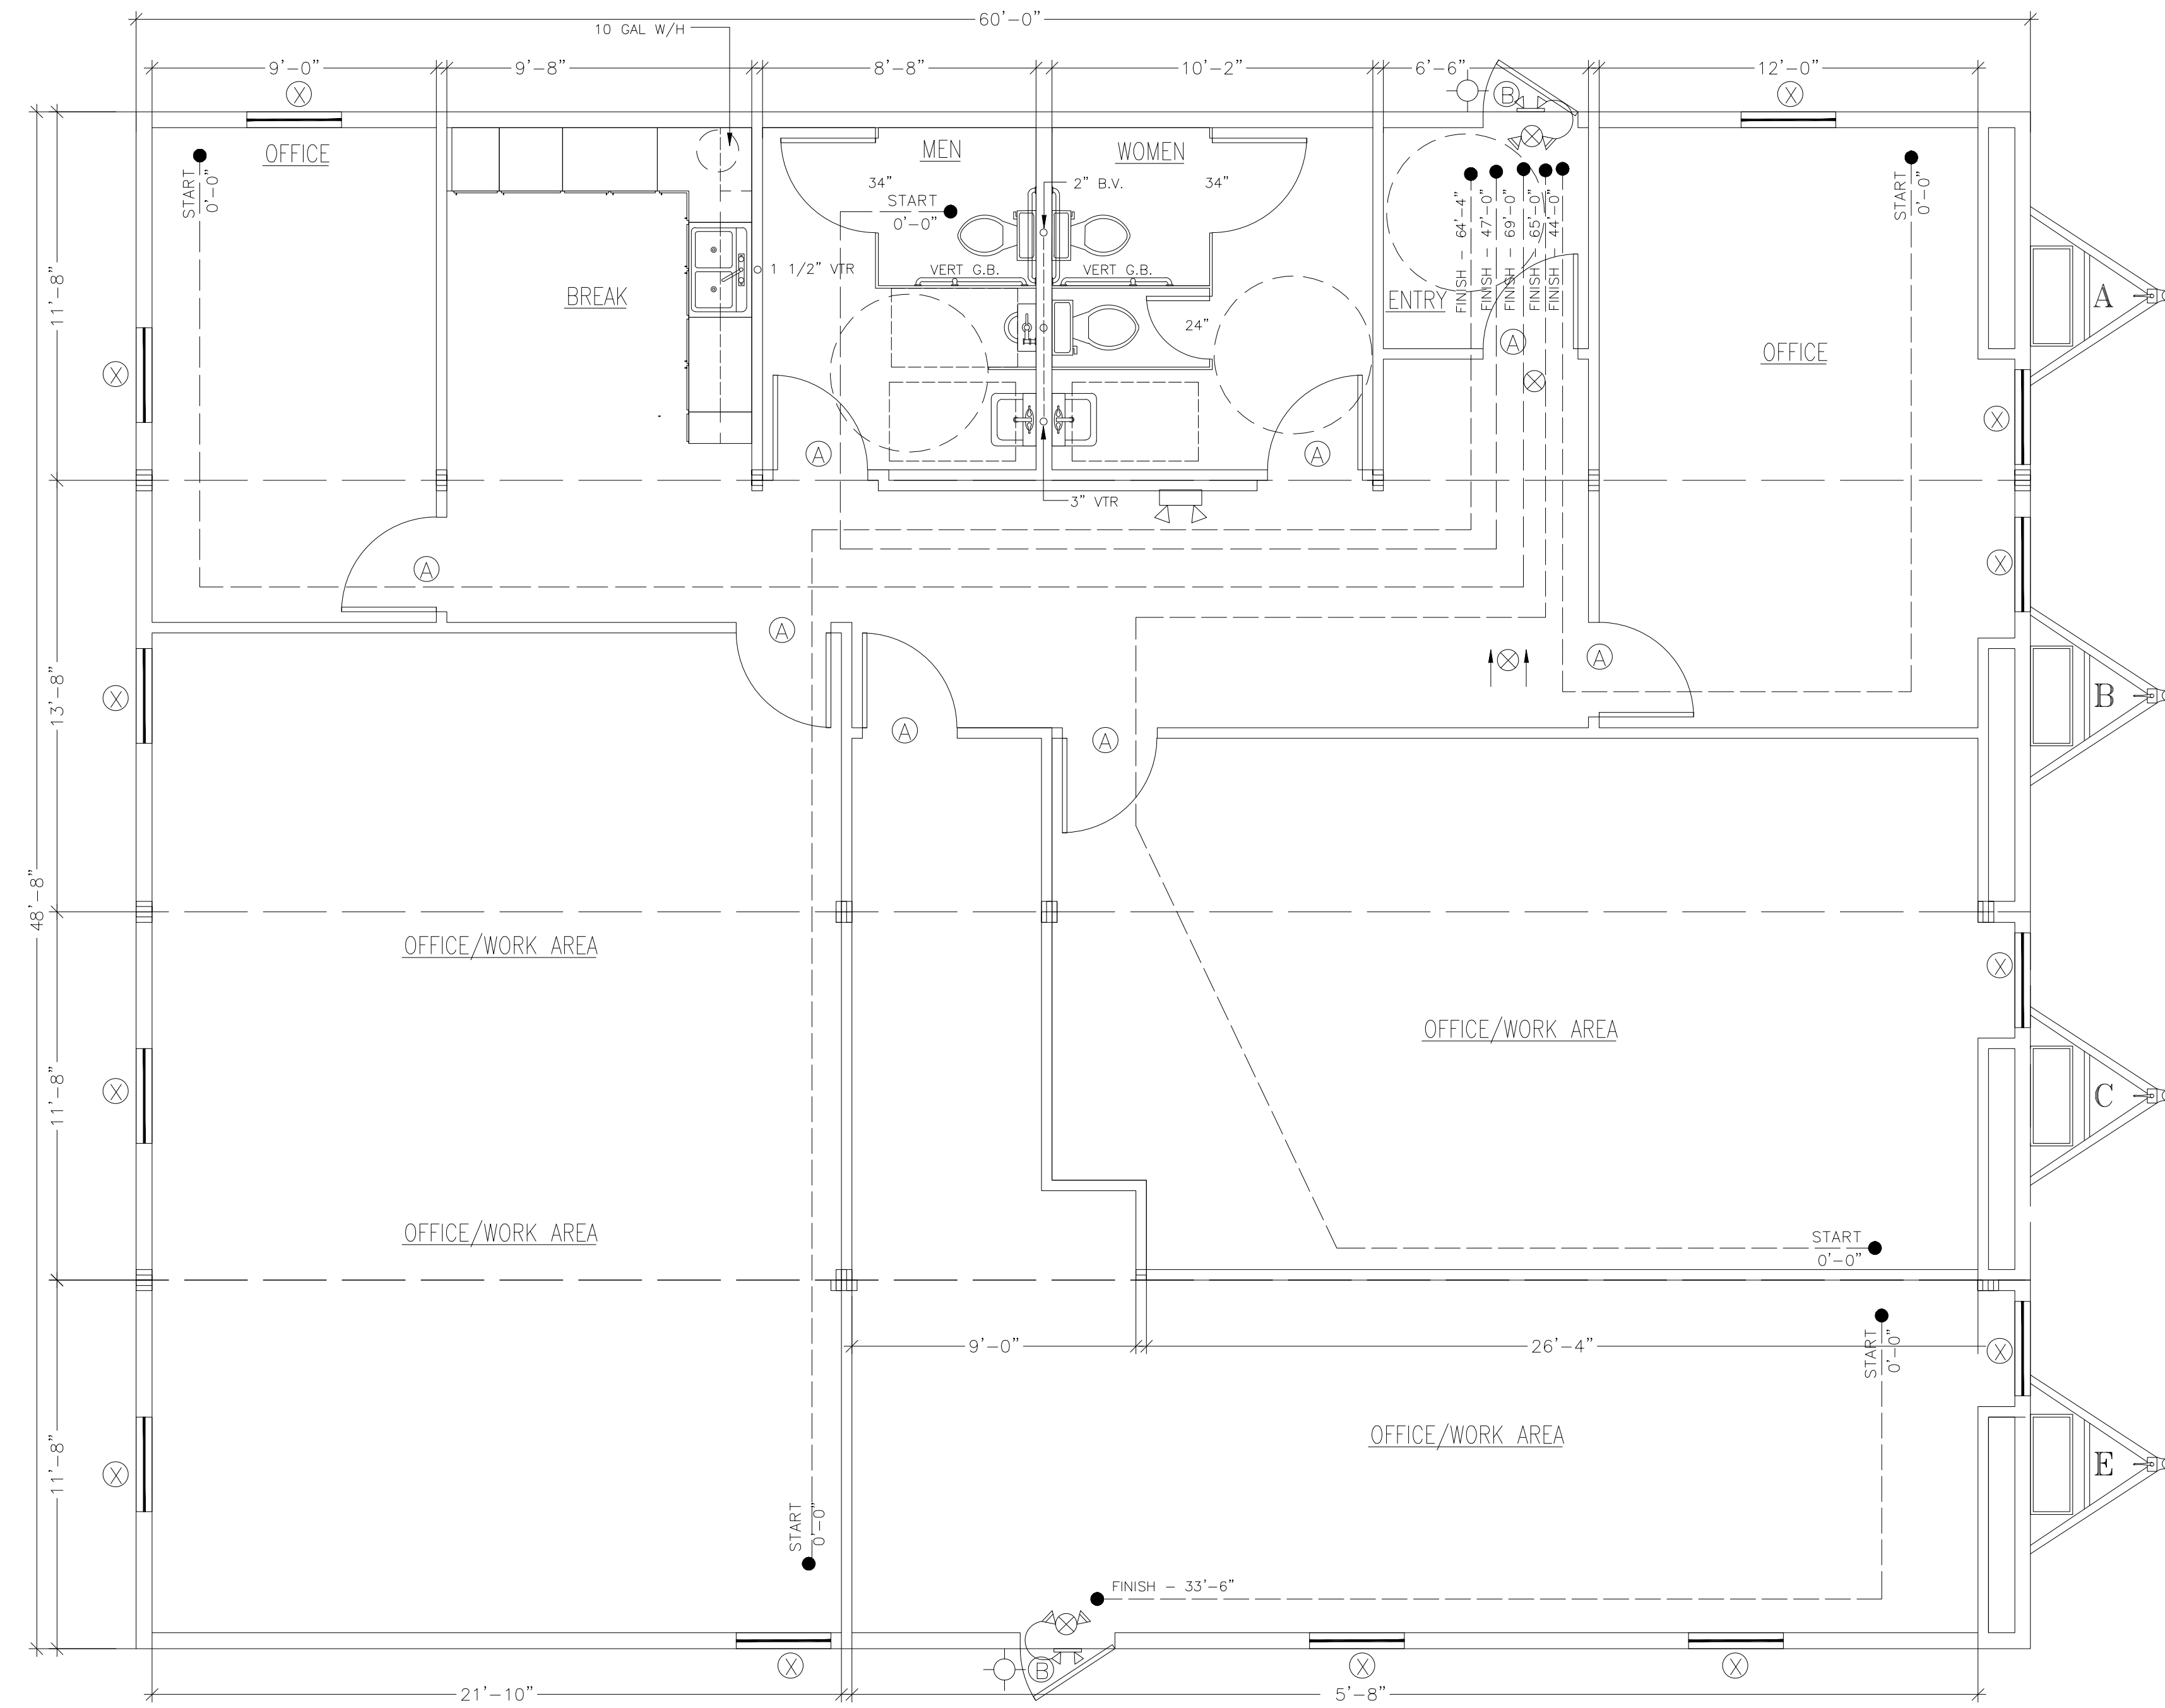 60'-0"
10 GAL W/H
9'-0"
9'-8"
8'-8"
10'-2"
6'-6"
12'-0"
X
B
X
OFFICE
MEN
WOMEN
START
0'-0"
34"
START
0'-0"
2" B.V.
34"
START
0'-0"
FINISH - 64'-4"
FINISH - 47'-0"
FINISH - 69'-0"
FINISH - 65'-0"
FINISH - 44'-0"
VERT G.B.
VERT G.B.
1 1/2" VTR
BREAK
ENTRY
A
11'-8"
24"
A
OFFICE
X
X
A
A
3" VTR
A
X
A
A
X
13'-8"
A
A
B
48'-8"
OFFICE/WORK AREA
X
OFFICE/WORK AREA
X
11'-8"
C
OFFICE/WORK AREA
START
0'-0"
9'-0"
26'-4"
START
0'-0"
X
OFFICE/WORK AREA
X
11'-8"
E
START
0'-0"
FINISH - 33'-6"
X
B
X
X
21'-10"
5'-8"